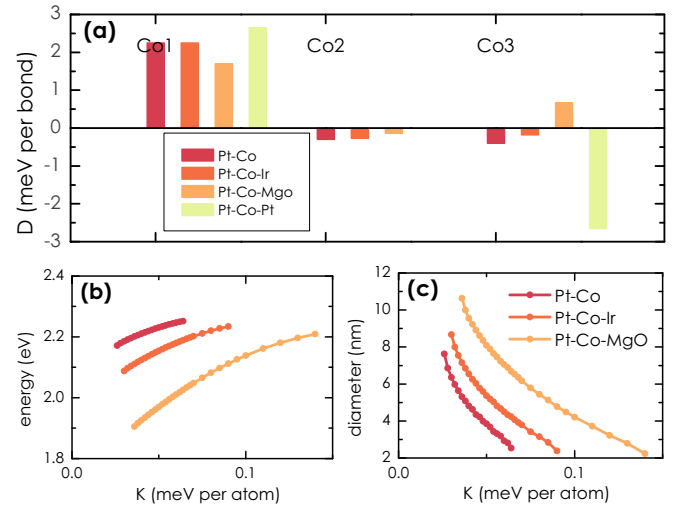 (a)
Co1
Co2
Co3
3
2
1
0
-1
-2
-3
D (meV per bond)
Pt-Co
Pt-Co-Ir
Pt-Co-Mgo
Pt-Co-Pt
(b)
2.4
2.2
2.0
1.8
energy (eV)
0.0
0.1
K (meV per atom)
(c)
12
10
8
6
4
2
diameter (nm)
Pt-Co
Pt-Co-Ir
Pt-Co-MgO
0.0
0.1
K (meV per atom)